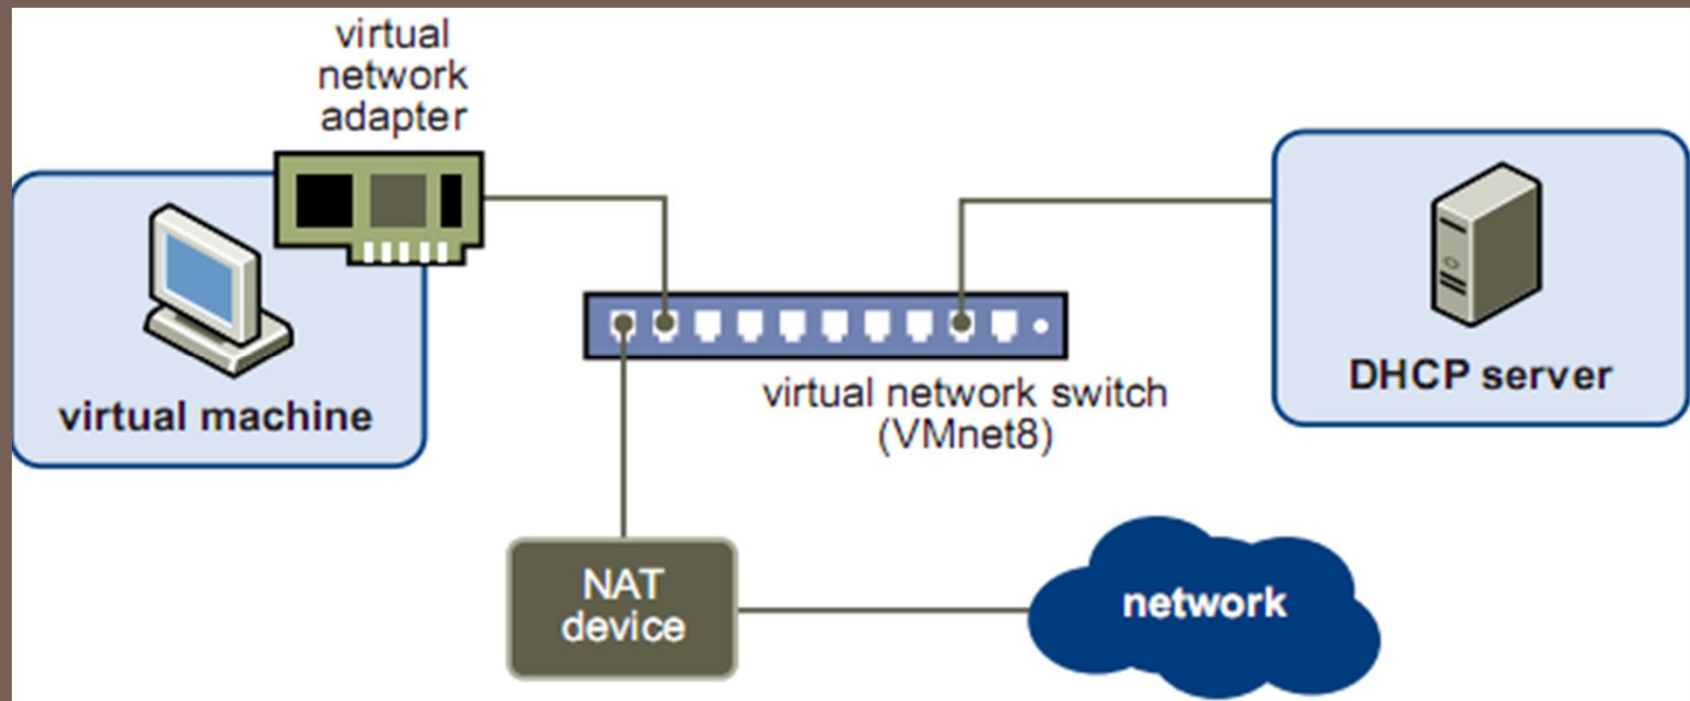 virtual
network
adapter
virtual machine
virtual network switch
(VMnet8)
DHCP server
NAT
device
network